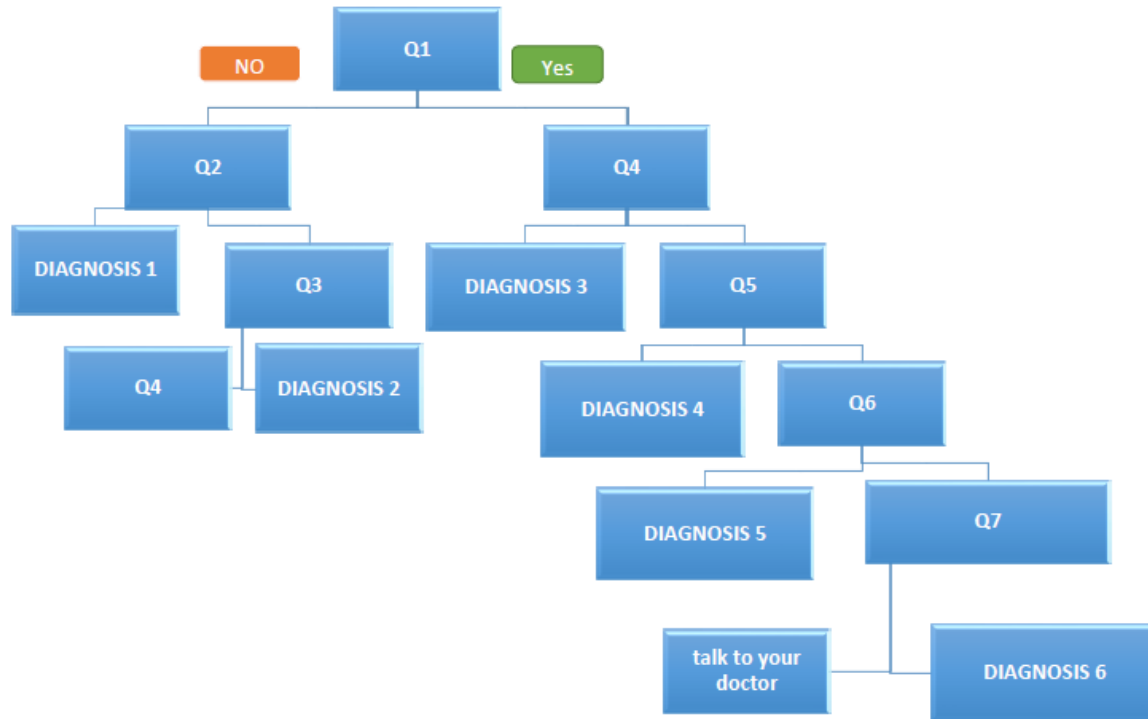 Q1
NO
Yes
Q2
Q4
DIAGNOSIS 1
Q3
DIAGNOSIS 3
Q5
Q4
DIAGNOSIS 2
DIAGNOSIS 4
Q6
DIAGNOSIS 5
Q7
talk to your
doctor
DIAGNOSIS 6